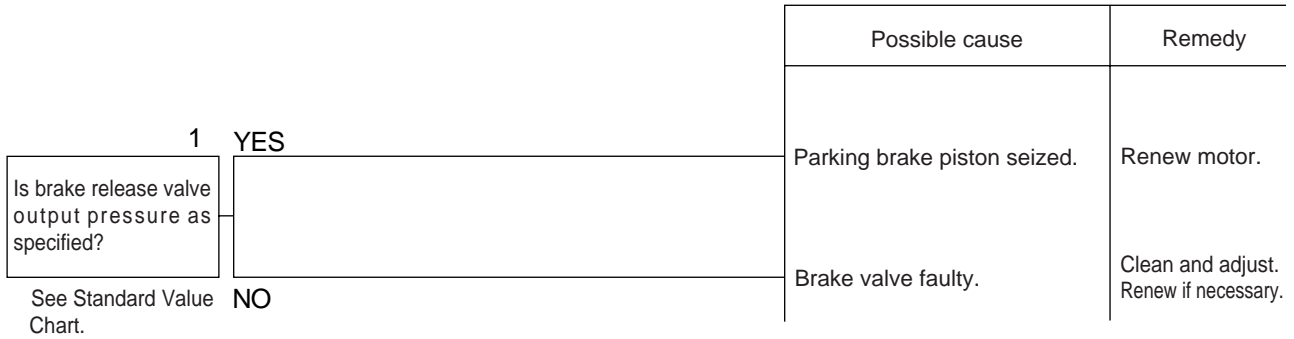 Possible cause
Remedy
1
YES
Parking brake piston seized.
Renew motor.
Is brake release valve
output pressure as
specified?
Brake valve faulty.
Clean and adjust.
Renew if necessary.
See Standard Value
Chart.
NO